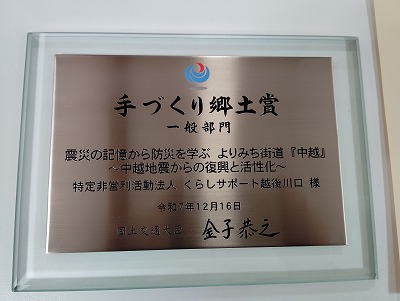 手づくり郷土賞
一般部門
震災の記憶から防災を学ぶ よりみち街道『中越』
～中越地震からの復興と活性化～
特定非営利活動法人 くらしサポート越後川口 様
令和7年12月16日
国土交通大臣 金子恭之